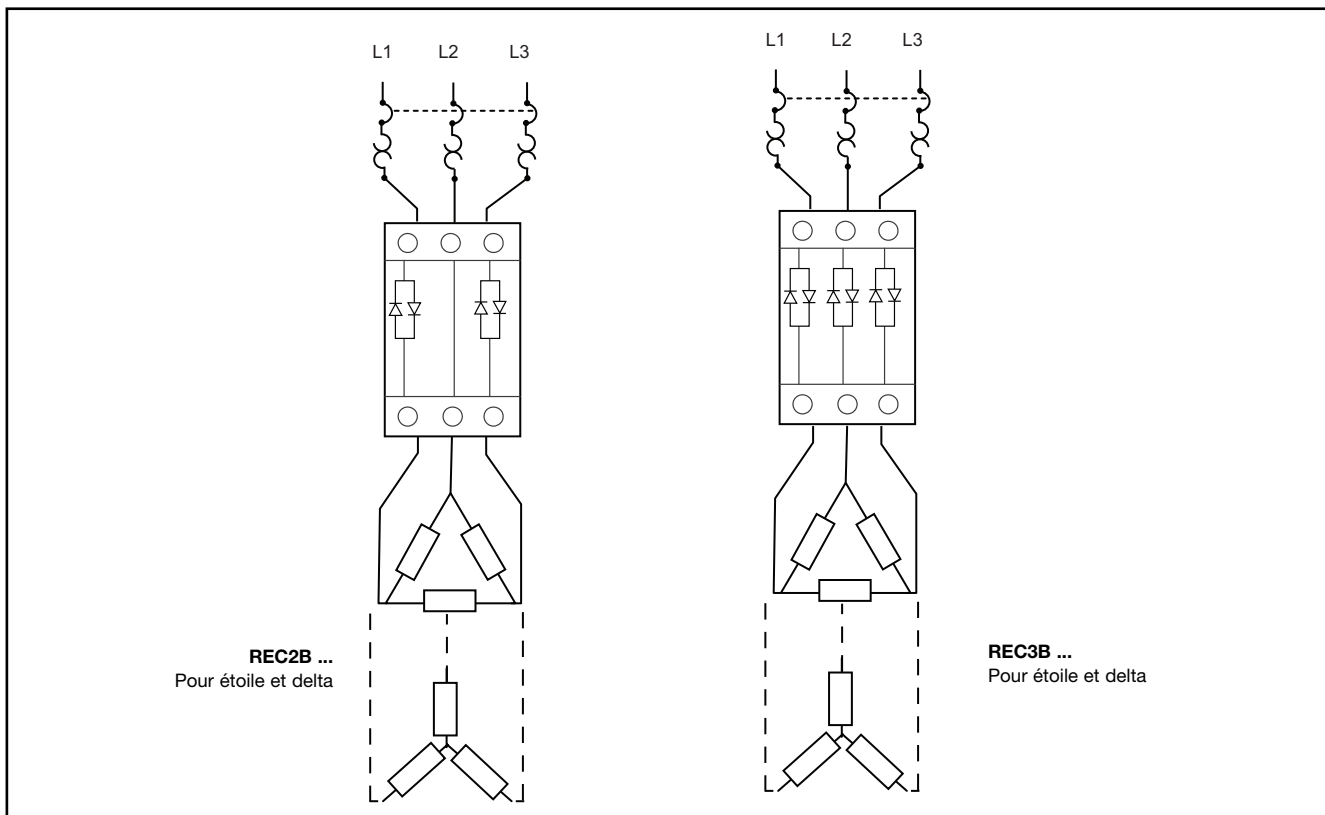 L1 L2 L3
L1 L2 L3
REC2B ...
Pour étoile et delta
REC3B ...
Pour étoile et delta